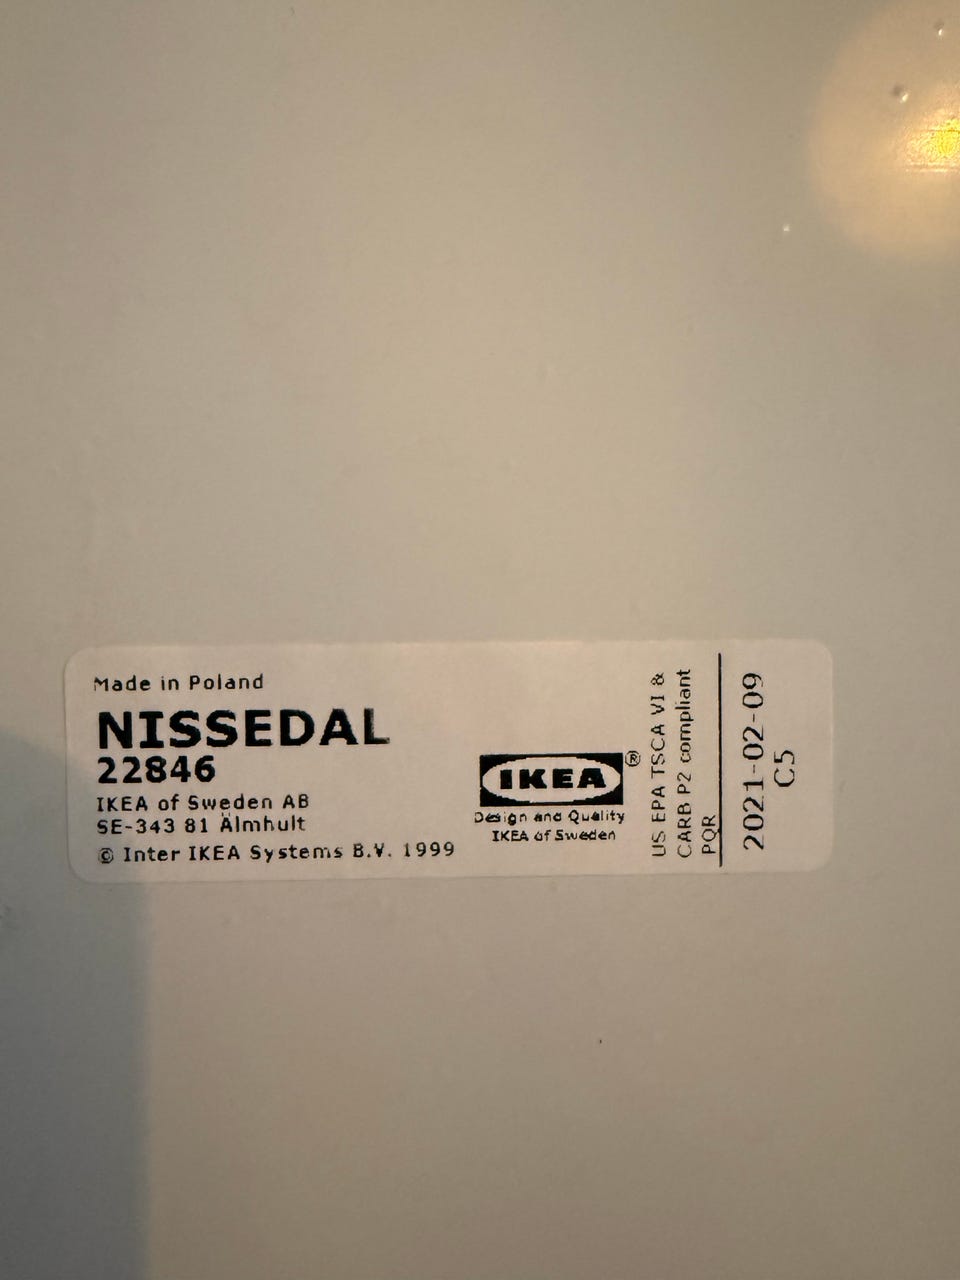 Made in Poland
NISSEDAL
22846
IKEA of Sweden AB
SE-343 81 Älmhult
© Inter IKEA Systems B.V. 1999
IKEA®
Design and Quality
IKEA of Sweden
US EPA TSCA VI &
CARB P2 compliant
PQR
2021-02-09
C5